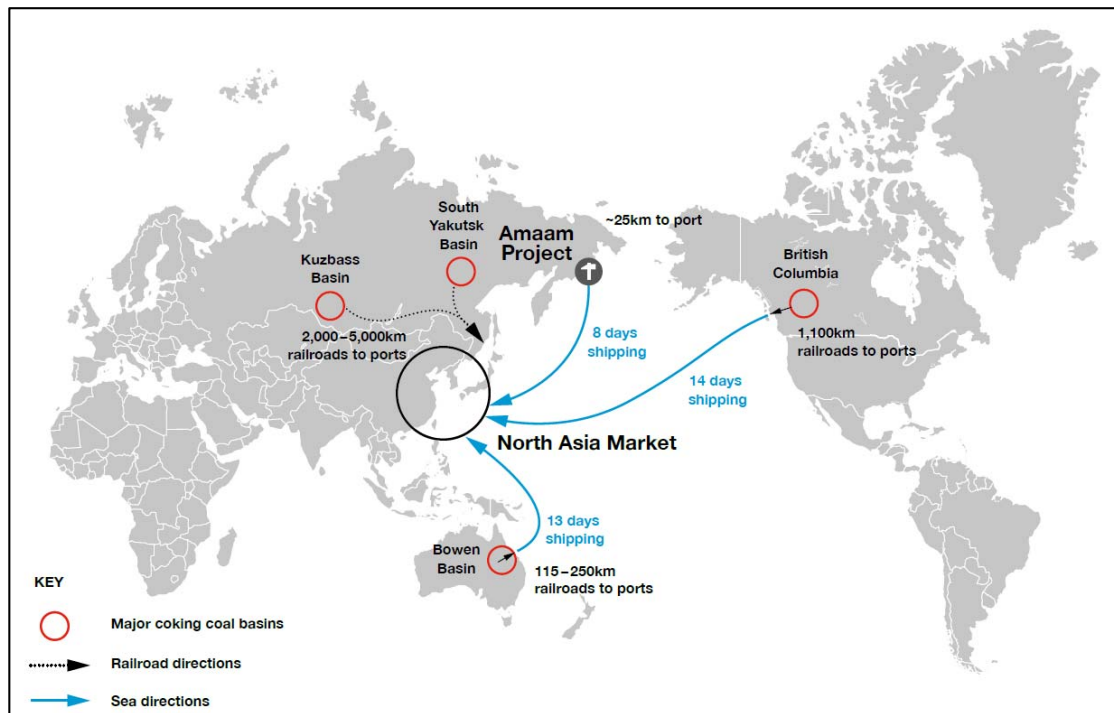 ~25km to port
South
Yakutsk
Basin
Amaam
Project
Kuzbass
Basin
British
Columbia
2,000–5,000km
railroads to ports
8 days
shipping
1,100km
railroads to ports
14 days
shipping
North Asia Market
13 days
shipping
Bowen
Basin
115–250km
railroads to ports
KEY
Major coking coal basins
Railroad directions
Sea directions